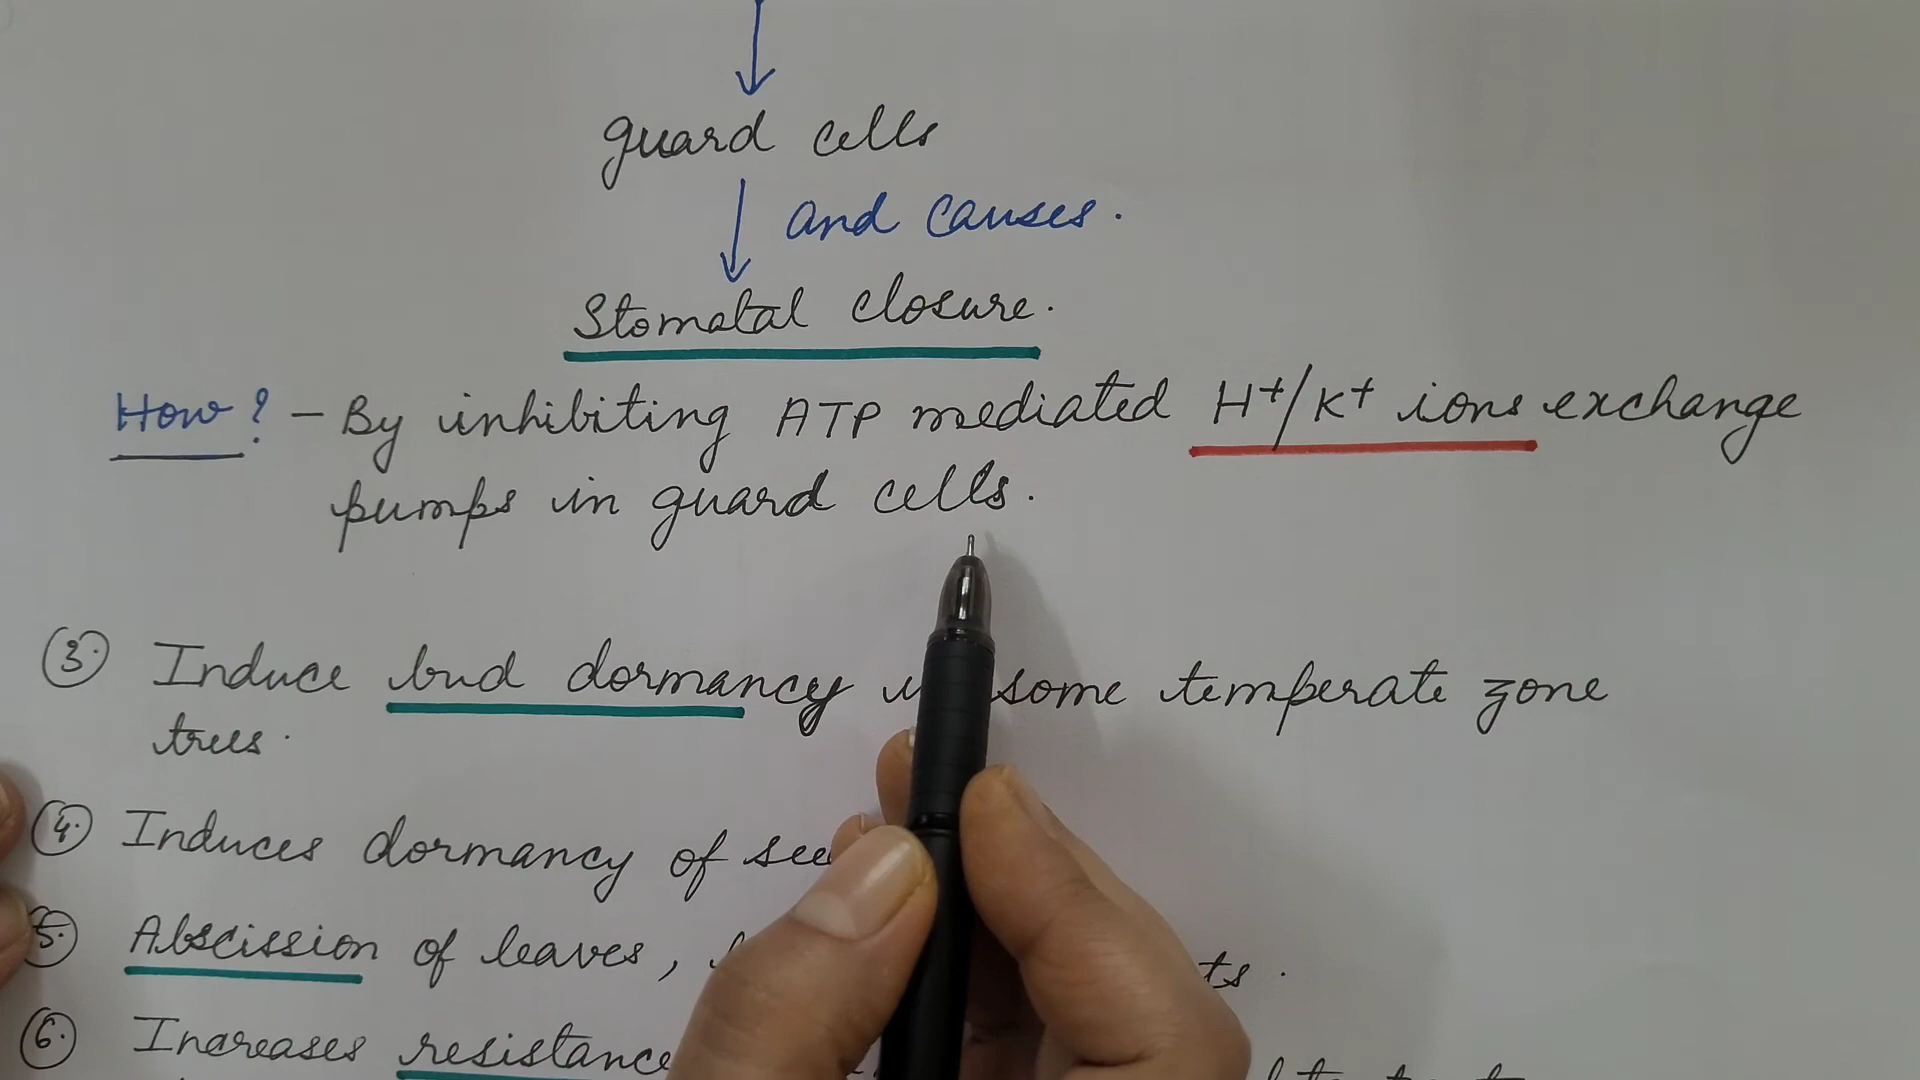 guard cells
and causes.
Stomatal closure.
How? - By inhibiting ATP mediated H+/K+ ions exchange
pumps in guard cells.
3. Induce bud dormancy some temperate zone
trees.
4. Induces dormancy of
5. Abscission of leaves,
6. Increases resistance